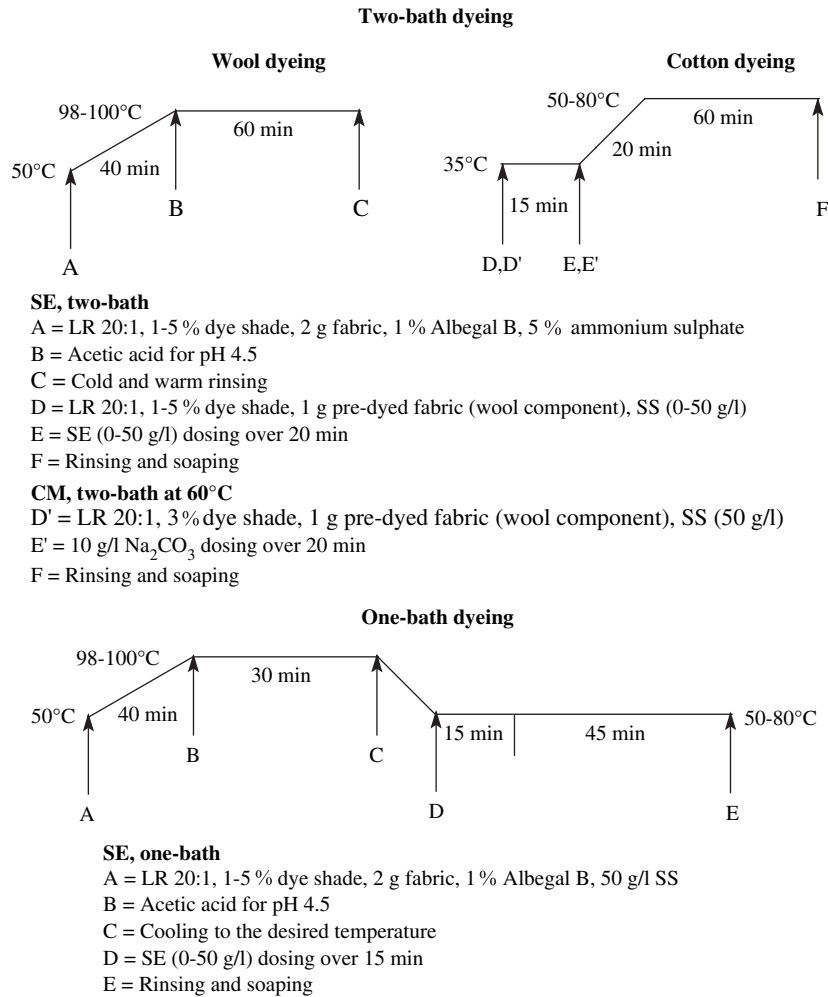 Two-bath dyeing
Wool dyeing
98-100°C
60 min
50°C
40 min
B
C
A
Cotton dyeing
50-80°C
60 min
20 min
35°C
15 min
F
D,D'
E,E'
SE, two-bath
A = LR 20:1, 1-5 % dye shade, 2 g fabric, 1 % Albegal B, 5 % ammonium sulphate
B = Acetic acid for pH 4.5
C = Cold and warm rinsing
D = LR 20:1, 1-5 % dye shade, 1 g pre-dyed fabric (wool component), SS (0-50 g/l)
E = SE (0-50 g/l) dosing over 20 min
F = Rinsing and soaping
CM, two-bath at 60°C
D' = LR 20:1, 3 % dye shade, 1 g pre-dyed fabric (wool component), SS (50 g/l)
E' = 10 g/l Na₂CO₃ dosing over 20 min
F = Rinsing and soaping
One-bath dyeing
98-100°C
30 min
50°C
40 min
15 min
45 min
50-80°C
B
C
A
D
E
SE, one-bath
A = LR 20:1, 1-5 % dye shade, 2 g fabric, 1 % Albegal B, 50 g/l SS
B = Acetic acid for pH 4.5
C = Cooling to the desired temperature
D = SE (0-50 g/l) dosing over 15 min
E = Rinsing and soaping